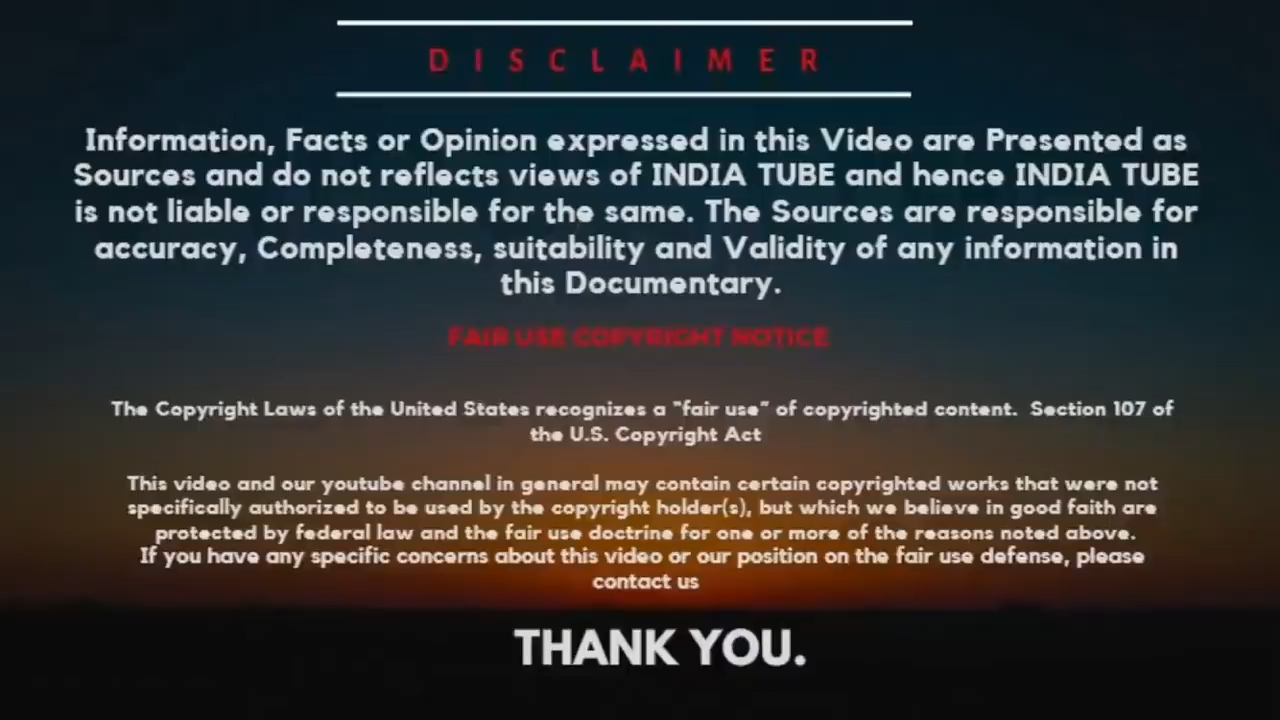 DISCLAIMER
Information, Facts or Opinion expressed in this Video are Presented as
Sources and do not reflects views of INDIA TUBE and hence INDIA TUBE
is not liable or responsible for the same. The Sources are responsible for
accuracy, Completeness, suitability and Validity of any information in
this Documentary.
FAIR USE COPYRIGHT NOTICE
The Copyright Laws of the United States recognizes a "fair use" of copyrighted content. Section 107 of
the U.S. Copyright Act
This video and our youtube channel in general may contain certain copyrighted works that were not
specifically authorized to be used by the copyright holder(s), but which we believe in good faith are
protected by federal law and the fair use doctrine for one or more of the reasons noted above.
If you have any specific concerns about this video or our position on the fair use defense, please
contact us
THANK YOU.